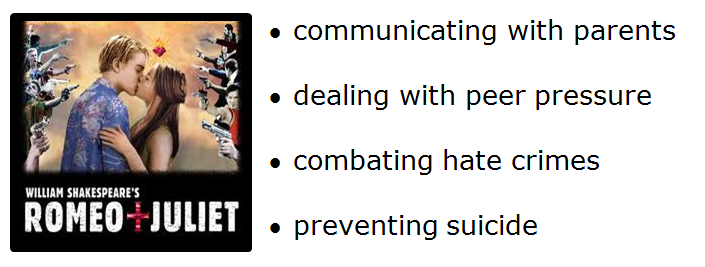 WILLIAM SHAKESPEARE'S
ROMEO + JULIET
• communicating with parents
• dealing with peer pressure
• combating hate crimes
• preventing suicide